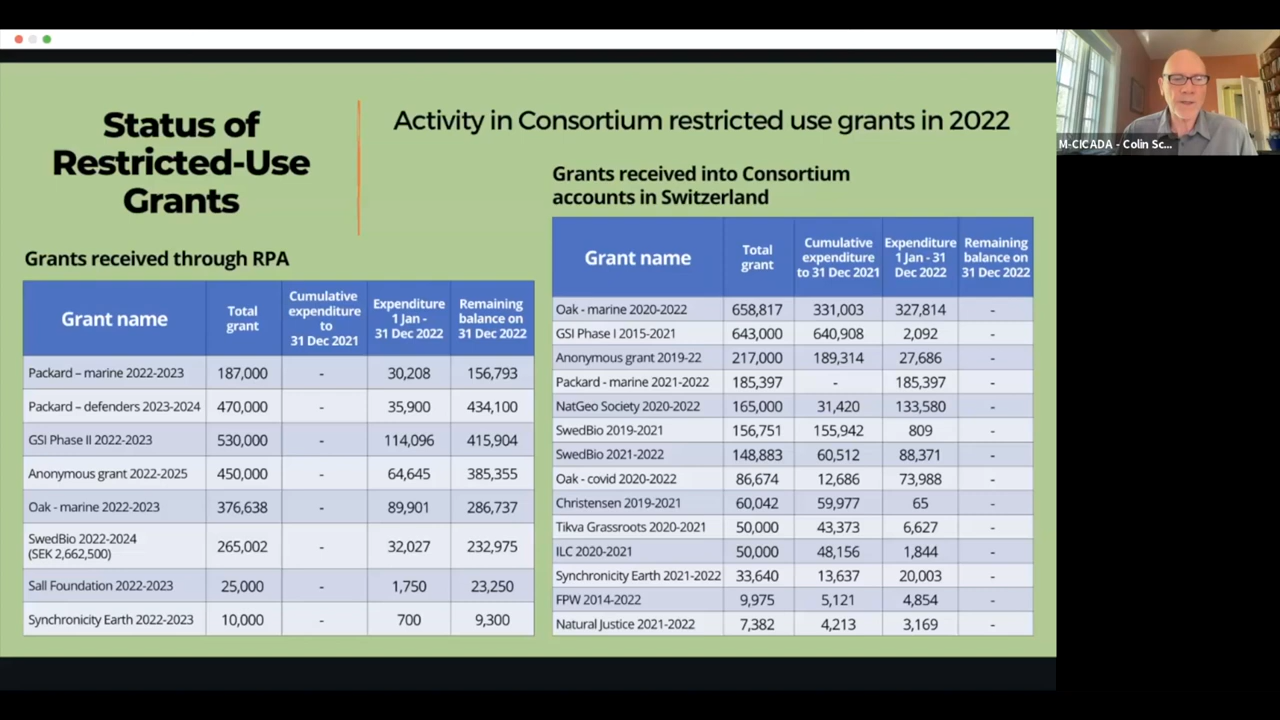 Status of
Restricted-Use
Grants
Activity in Consortium restricted use grants in 2022
Grants received through RPA
Grant name Total grant Cumulative expenditure to 31 Dec 2021 Expenditure 1 Jan - 31 Dec 2022 Remaining balance on 31 Dec 2022
Packard – marine 2022-2023 187,000 - 30,208 156,793
Packard – defenders 2023-2024 470,000 - 35,900 434,100
GSI Phase II 2022-2023 530,000 - 114,096 415,904
Anonymous grant 2022-2025 450,000 - 64,645 385,355
Oak - marine 2022-2023 376,638 - 89,901 286,737
SwedBio 2022-2024 (SEK 2,662,500) 265,002 - 32,027 232,975
Sall Foundation 2022-2023 25,000 - 1,750 23,250
Synchronicity Earth 2022-2023 10,000 - 700 9,300
Grants received into Consortium
accounts in Switzerland
Grant name Total grant Cumulative expenditure to 31 Dec 2021 Expenditure 1 Jan - 31 Dec 2022 Remaining balance on 31 Dec 2022
Oak - marine 2020-2022 658,817 331,003 327,814 -
GSI Phase I 2015-2021 643,000 640,908 2,092 -
Anonymous grant 2019-22 217,000 189,314 27,686 -
Packard - marine 2021-2022 185,397 - 185,397 -
NatGeo Society 2020-2022 165,000 31,420 133,580 -
SwedBio 2019-2021 156,751 155,942 809 -
SwedBio 2021-2022 148,883 60,512 88,371 -
Oak - covid 2020-2022 86,674 12,686 73,988 -
Christensen 2019-2021 60,042 59,977 65 -
Tikva Grassroots 2020-2021 50,000 43,373 6,627 -
ILC 2020-2021 50,000 48,156 1,844 -
Synchronicity Earth 2021-2022 33,640 13,637 20,003 -
FPW 2014-2022 9,975 5,121 4,854 -
Natural Justice 2021-2022 7,382 4,213 3,169 -
M-CICADA - Colin Sc...